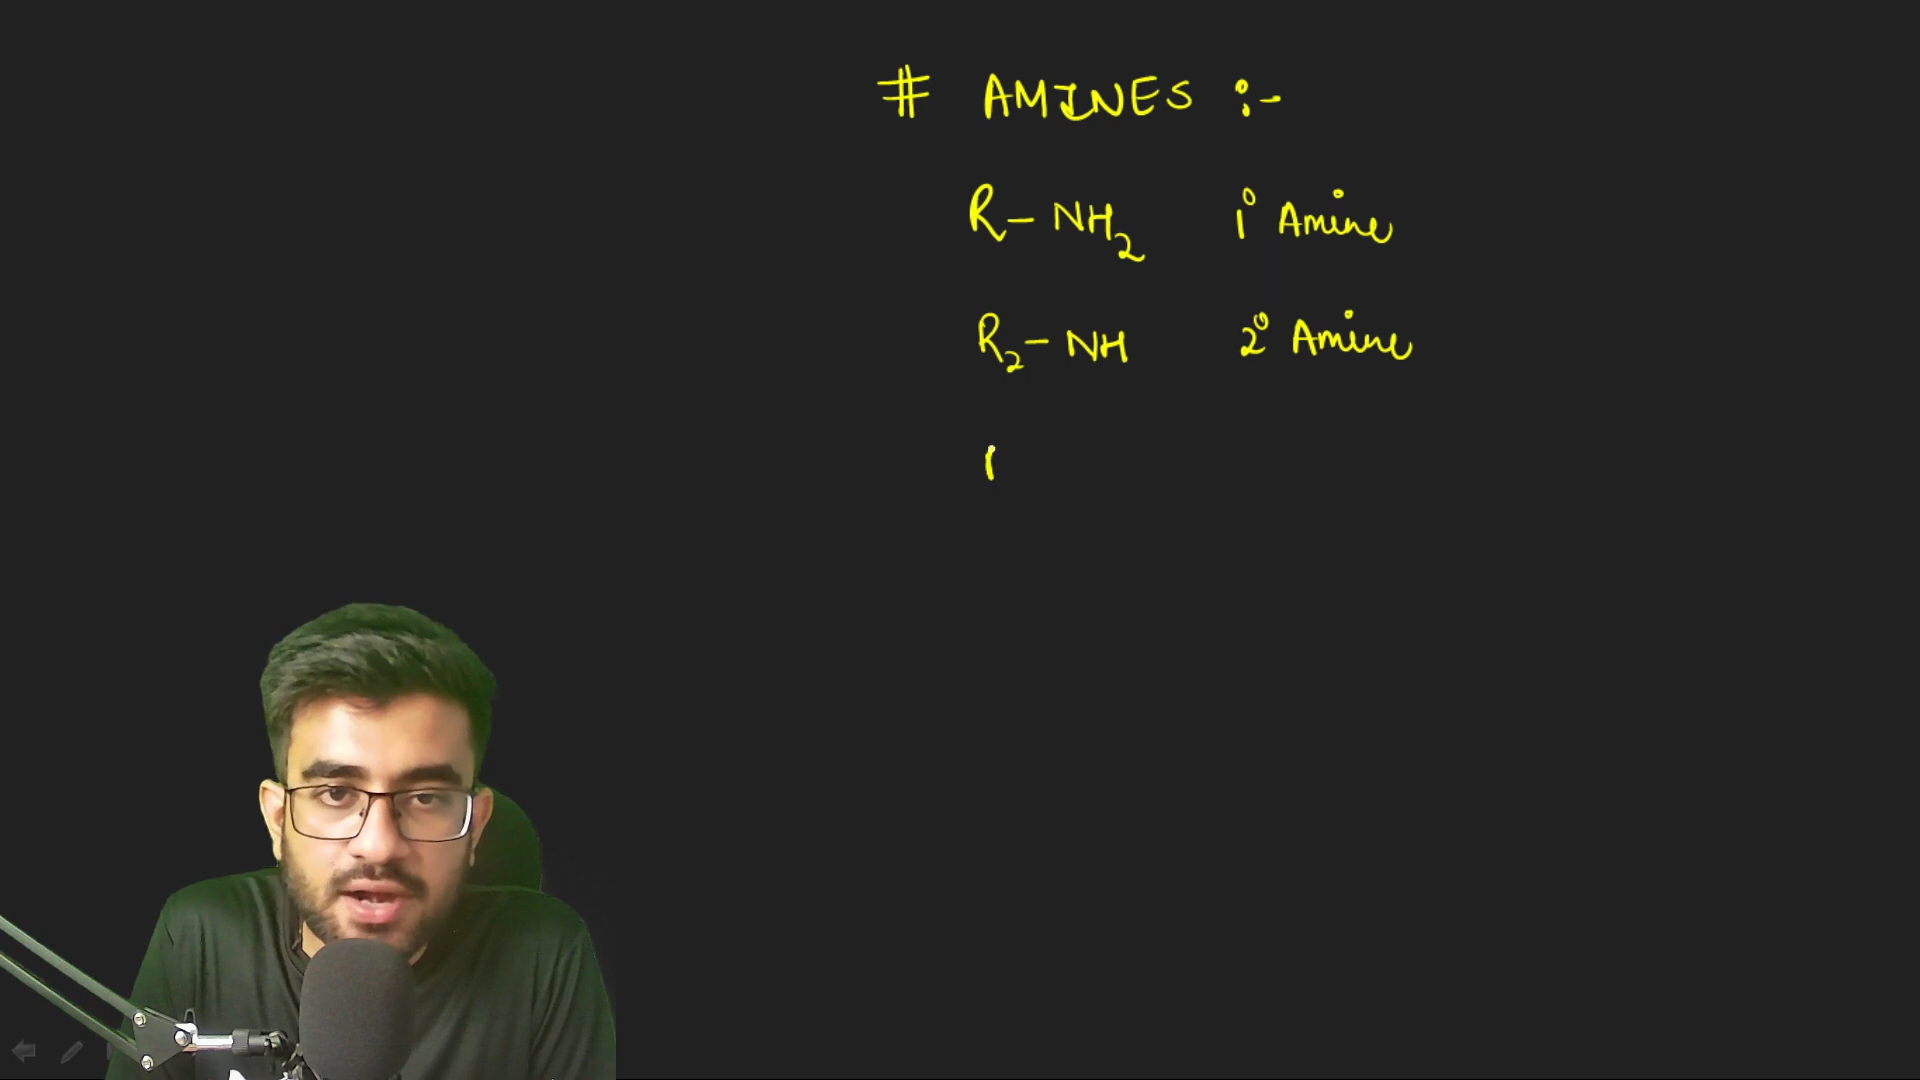 # AMINES :-
R - NH₂ 1° Amine
R₂ - NH 2° Amine